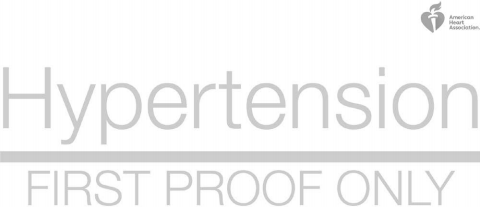 American
Heart
Association.
Hypertension
FIRST PROOF ONLY